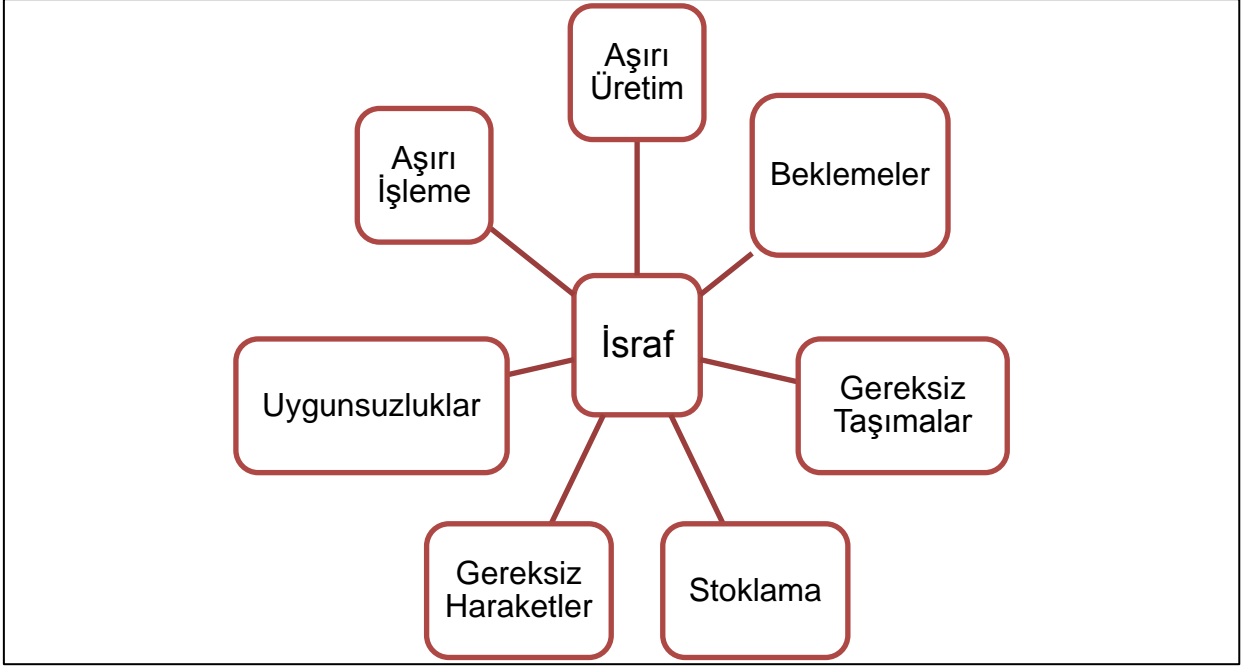 Aşırı
Üretim
Beklemeler
Gereksiz
Taşımalar
Stoklama
Gereksiz
Haraketler
Uygunsuzluklar
Aşırı
İşleme
İsraf